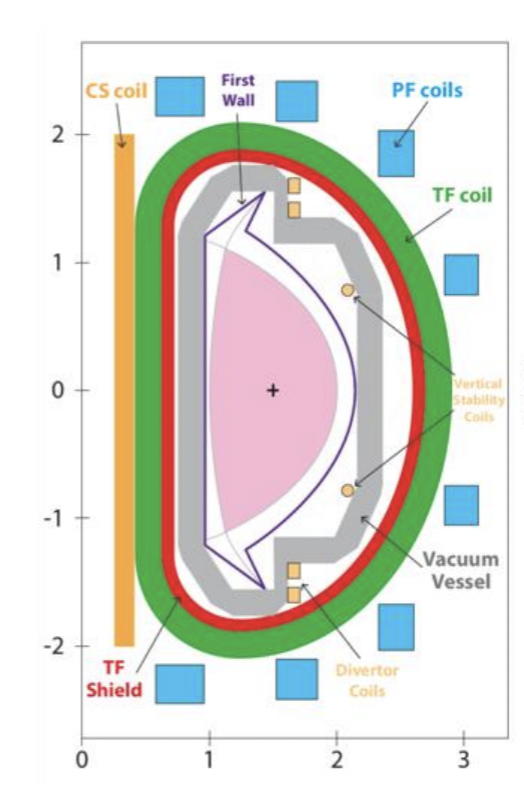 First
Wall
CS coil
PF coils
2
TF coil
1
0
+
Vertical
Stability
Coils
-1
Vacuum
Vessel
-2
TF
Shield
Divertor
Coils
0
1
2
3